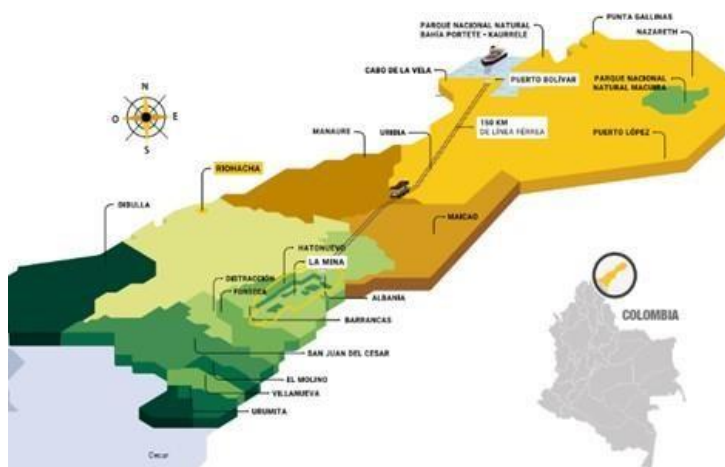 PUNTA GALLINAS
PARQUE NACIONAL NATURAL
BAHÍA PORTETE - KAURRELE
NAZARETH
CABO DE LA VELA
PUERTO BOLÍVAR
PARQUE NACIONAL
NATURAL MACUIRA
N
O
E
S
150 KM
DE LÍNEA FÉRREA
MANAURE
URIBIA
PUERTO LÓPEZ
RIOHACHA
DIBULLA
MAICAO
HATONUEVO
LA MINA
DISTRACCIÓN
FONSECA
ALBANÍA
BARRANCAS
COLOMBIA
SAN JUAN DEL CESAR
EL MOLINO
VILLANUEVA
URUMITA
Cesar